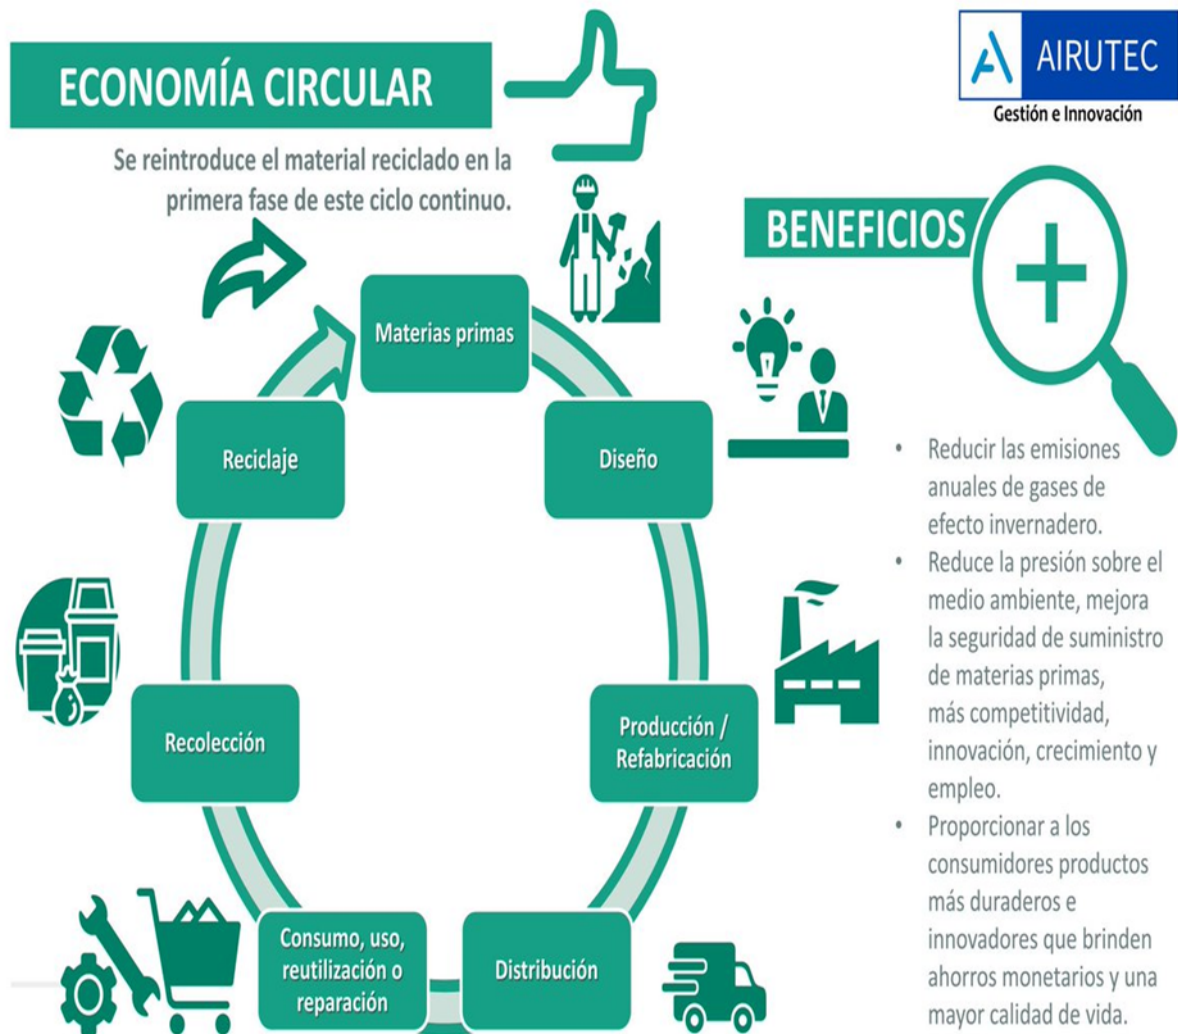 ECONOMÍA CIRCULAR
AIRUTEC
Gestión e Innovación
Se reintroduce el material reciclado en la
primera fase de este ciclo continuo.
BENEFICIOS
Materias primas
Diseño
Producción /
Refabricación
Distribución
Consumo, uso,
reutilización o
reparación
Recolección
Reciclaje
• Reducir las emisiones
anuales de gases de
efecto invernadero.
• Reduce la presión sobre el
medio ambiente, mejora
la seguridad de suministro
de materias primas,
más competitividad,
innovación, crecimiento y
empleo.
• Proporcionar a los
consumidores productos
más duraderos e
innovadores que brinden
ahorros monetarios y una
mayor calidad de vida.